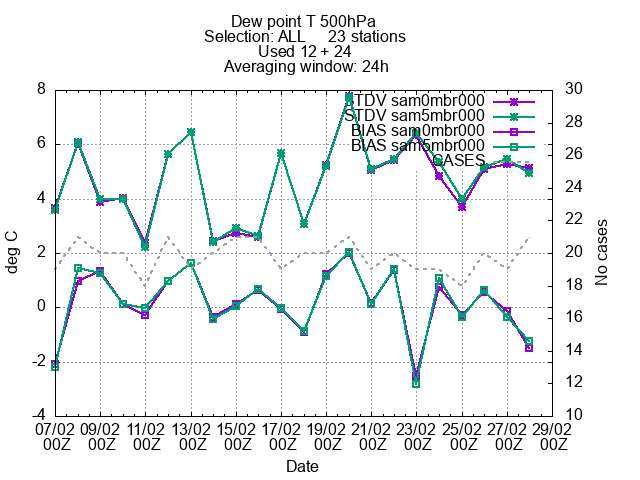 Dew point T 500hPa
Selection: ALL     23 stations
Used 12 + 24
Averaging window: 24h
STDV sam0mbr000
STDV sam5mbr000
BIAS sam0mbr000
BIAS sam5mbr000
CASES
deg C
8
6
4
2
0
-2
-4
30
28
26
24
22
20
18
16
14
12
10
No cases
07/02 09/02 11/02 13/02 15/02 17/02 19/02 21/02 23/02 25/02 27/02 29/02
00Z 00Z 00Z 00Z 00Z 00Z 00Z 00Z 00Z 00Z 00Z 00Z
Date